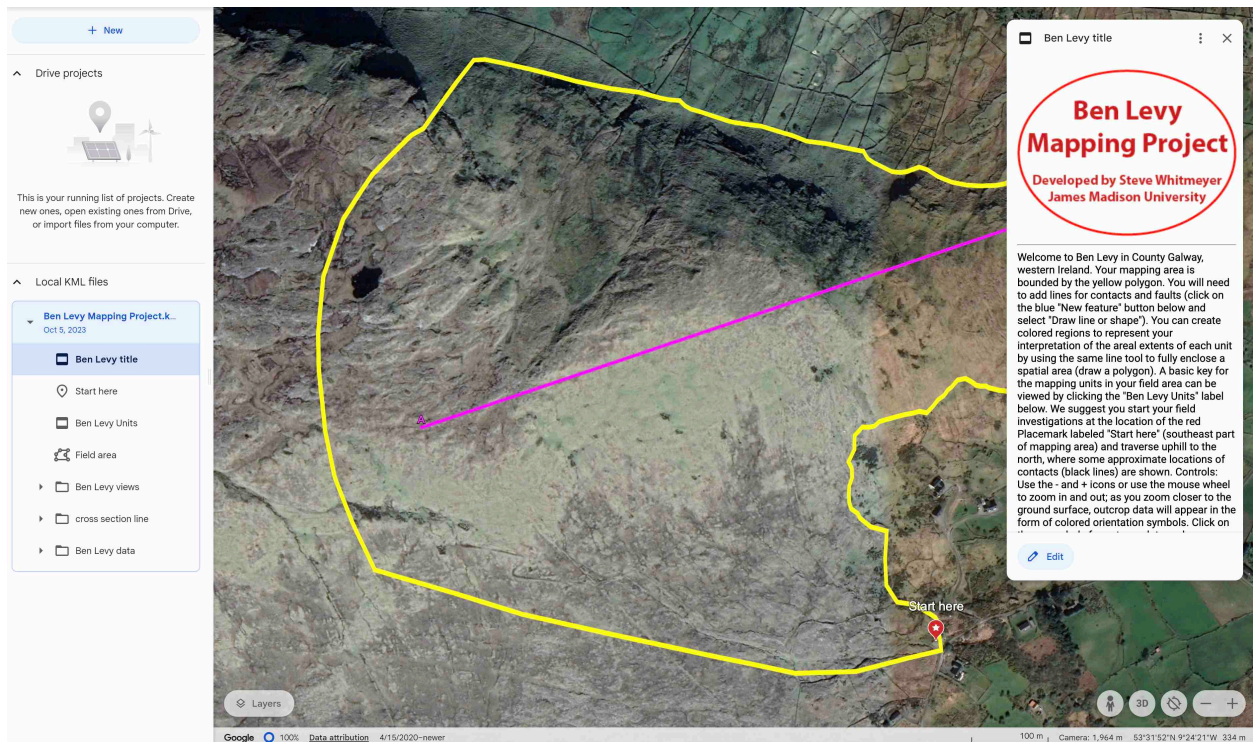 + New
Drive projects
This is your running list of projects. Create
new ones, open existing ones from Drive,
or import files from your computer.
Local KML files
Ben Levy Mapping Project.k...
Oct 5, 2023
Ben Levy title
Start here
Ben Levy Units
Field area
Ben Levy views
cross section line
Ben Levy data
A
Start here
Layers
Google 100% Data attribution 4/15/2020–newer
Ben Levy title
Ben Levy
Mapping Project
Developed by Steve Whitmeyer
James Madison University
Welcome to Ben Levy in County Galway,
western Ireland. Your mapping area is
bounded by the yellow polygon. You will need
to add lines for contacts and faults (click on
the blue "New feature" button below and
select "Draw line or shape"). You can create
colored regions to represent your
interpretation of the areal extents of each unit
by using the same line tool to fully enclose a
spatial area (draw a polygon). A basic key for
the mapping units in your field area can be
viewed by clicking the "Ben Levy Units" label
below. We suggest you start your field
investigations at the location of the red
Placemark labeled "Start here" (southeast part
of mapping area) and traverse uphill to the
north, where some approximate locations of
contacts (black lines) are shown. Controls:
Use the - and + icons or use the mouse wheel
to zoom in and out; as you zoom closer to the
ground surface, outcrop data will appear in the
form of colored orientation symbols. Click on
Edit
3D
100 m Camera: 1,964 m 53°31'52"N 9°24'21"W 334 m